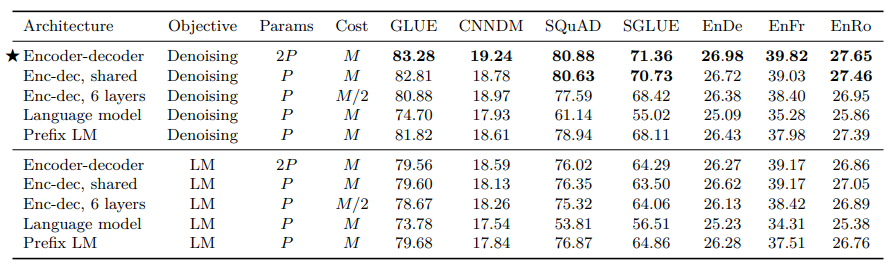 Architecture Objective Params Cost GLUE CNNDM SQuAD SGLUE EnDe EnFr EnRo
★ Encoder-decoder Denoising 2P M 83.28 19.24 80.88 71.36 26.98 39.82 27.65
Enc-dec, shared Denoising P M 82.81 18.78 80.63 70.73 26.72 39.03 27.46
Enc-dec, 6 layers Denoising P M/2 80.88 18.97 77.59 68.42 26.38 38.40 26.95
Language model Denoising P M 74.70 17.93 61.14 55.02 25.09 35.28 25.86
Prefix LM Denoising P M 81.82 18.61 78.94 68.11 26.43 37.98 27.39
Encoder-decoder LM 2P M 79.56 18.59 76.02 64.29 26.27 39.17 26.86
Enc-dec, shared LM P M 79.60 18.13 76.35 63.50 26.62 39.17 27.05
Enc-dec, 6 layers LM P M/2 78.67 18.26 75.32 64.06 26.13 38.42 26.89
Language model LM P M 73.78 17.54 53.81 56.51 25.23 34.31 25.38
Prefix LM LM P M 79.68 17.84 76.87 64.86 26.28 37.51 26.76